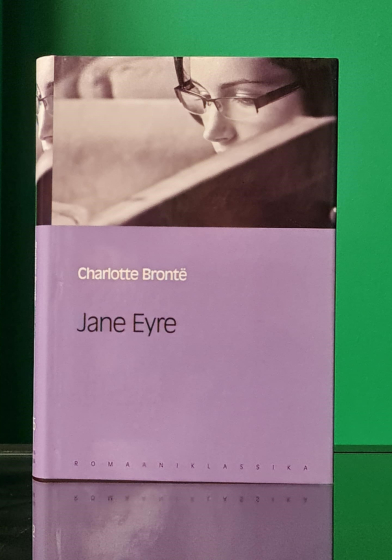 Charlotte Brontë
Jane Eyre
ROMAANIKLASSIKA